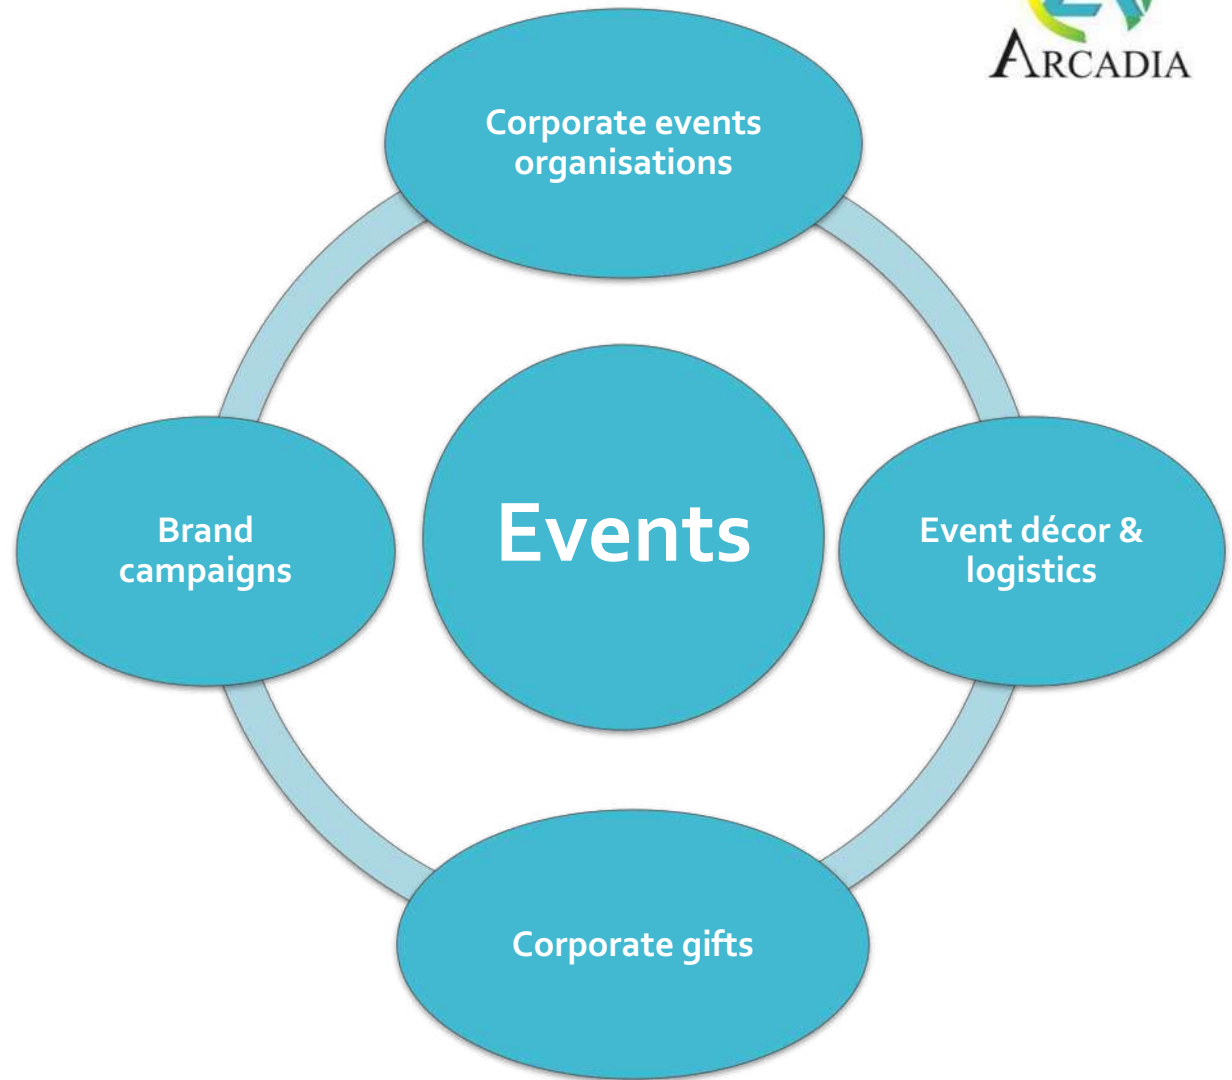 ARCADIA
Corporate events
organisations
Brand
campaigns
Events
Event décor &
logistics
Corporate gifts